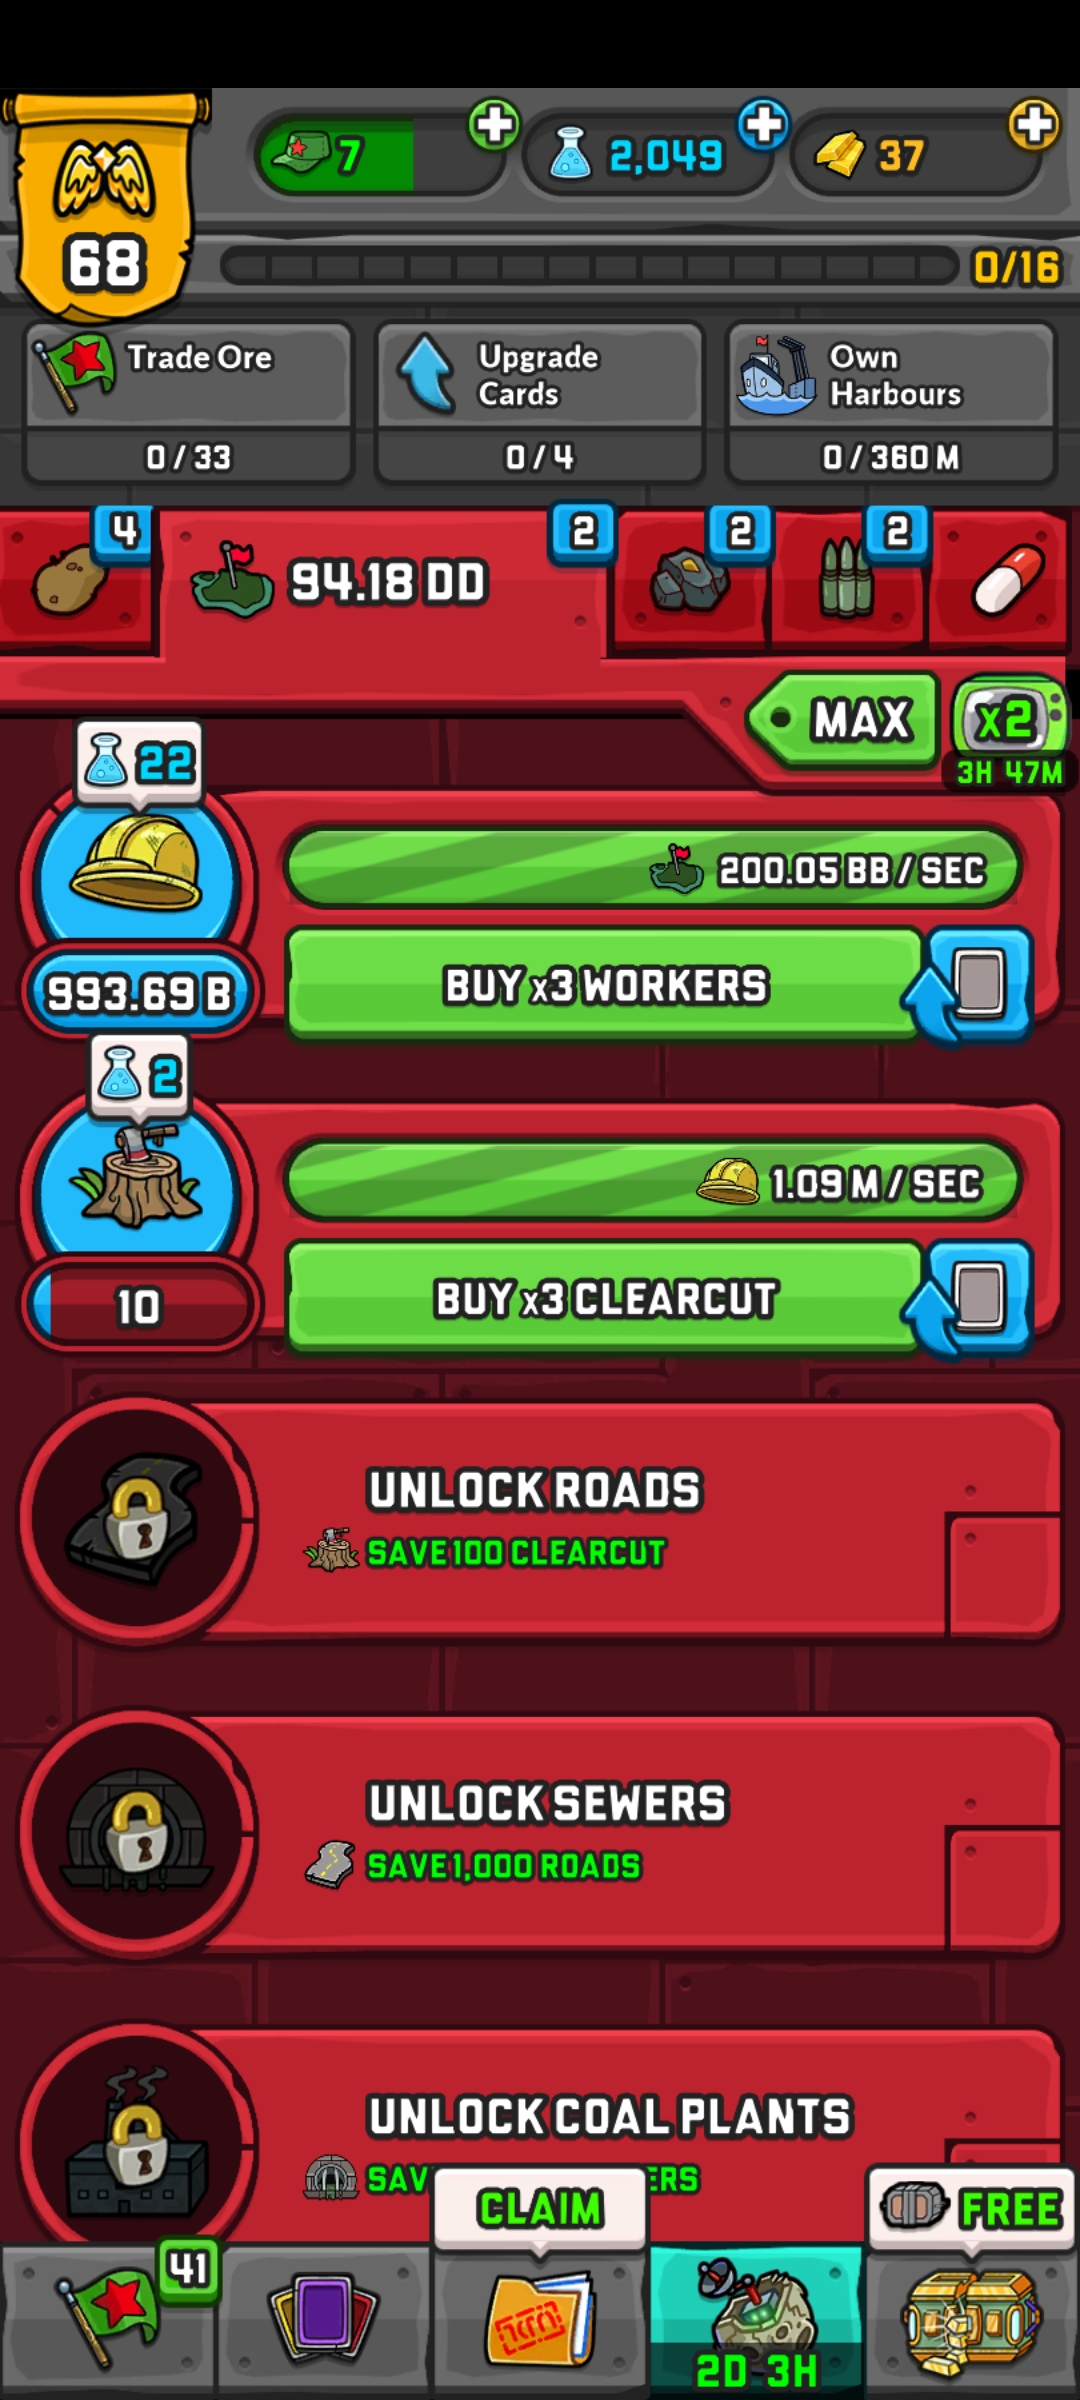 7
2,049
37
68
0/16
Trade Ore
Upgrade
Cards
Own
Harbours
0/33
0/4
0/360 M
4
94.18 DD
2
2
2
MAX
x2
3H 47M
22
200.05 BB / SEC
993.69 B
BUY x3 WORKERS
2
1.09 M / SEC
10
BUY x3 CLEARCUT
UNLOCK ROADS
SAVE 100 CLEARCUT
UNLOCK SEWERS
SAVE 1,000 ROADS
UNLOCK COAL PLANTS
CLAIM
FREE
41
2D 3H